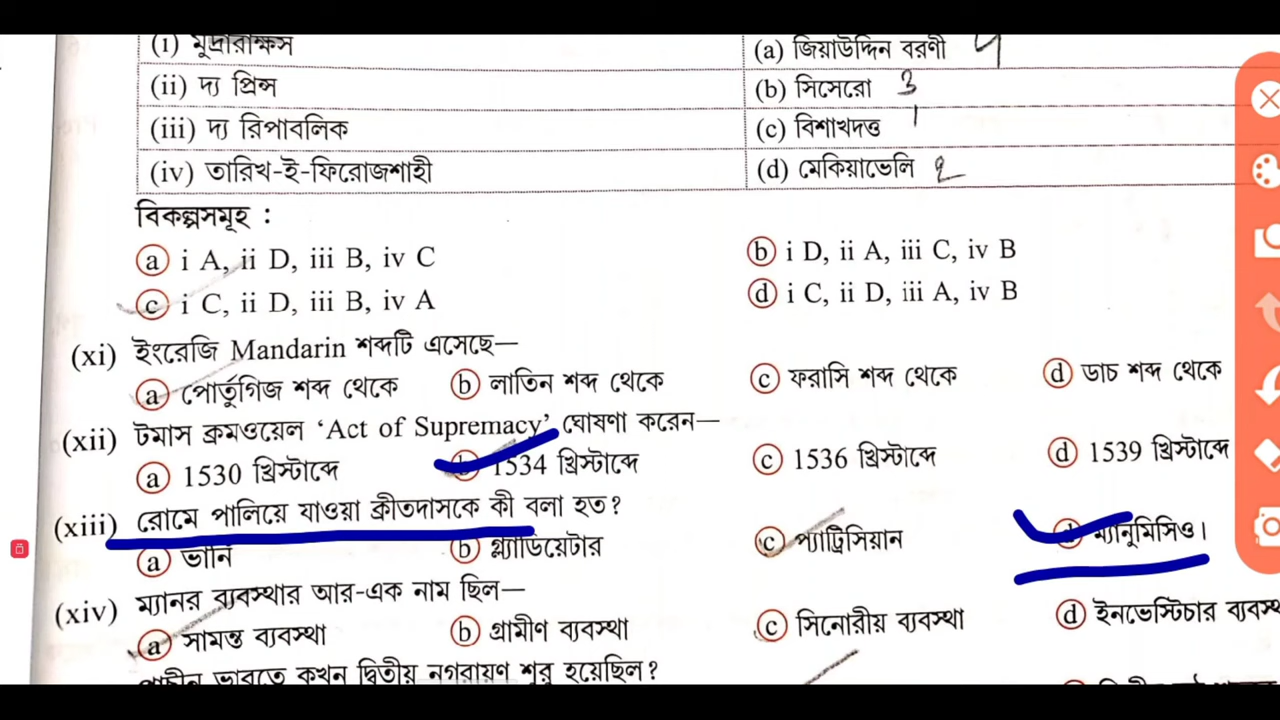 (i) মুদ্রারাক্ষস (a) জিয়াউদ্দিন বরণী 4
(ii) দ্য প্রিন্স (b) সিসেরো 3
(iii) দ্য রিপাবলিক (c) বিশাখদত্ত 1
(iv) তারিখ-ই-ফিরোজশাহী (d) মেকিয়াভেলি 2
বিকল্পসমূহ :
a i A, ii D, iii B, iv C b i D, ii A, iii C, iv B
c i C, ii D, iii B, iv A d i C, ii D, iii A, iv B
(xi) ইংরেজি Mandarin শব্দটি এসেছে—
a পোর্তুগিজ শব্দ থেকে b লাতিন শব্দ থেকে c ফরাসি শব্দ থেকে d ডাচ শব্দ থেকে
(xii) টমাস ক্রমওয়েল ‘Act of Supremacy’ ঘোষণা করেন—
a 1530 খ্রিস্টাব্দে b 1534 খ্রিস্টাব্দে c 1536 খ্রিস্টাব্দে d 1539 খ্রিস্টাব্দে
(xiii) রোমে পালিয়ে যাওয়া ক্রীতদাসকে কী বলা হত?
a ভার্নি b গ্ল্যাডিয়েটার c প্যাট্রিসিয়ান d ম্যানুমিসিও।
(xiv) ম্যানর ব্যবস্থার আর-এক নাম ছিল—
a সামন্ত ব্যবস্থা b গ্রামীণ ব্যবস্থা c সিনোরীয় ব্যবস্থা d ইনভেস্টিচার
প্রাচীন ভারতে কখন দ্বিতীয় নগরায়ণ শুরু হয়েছিল?